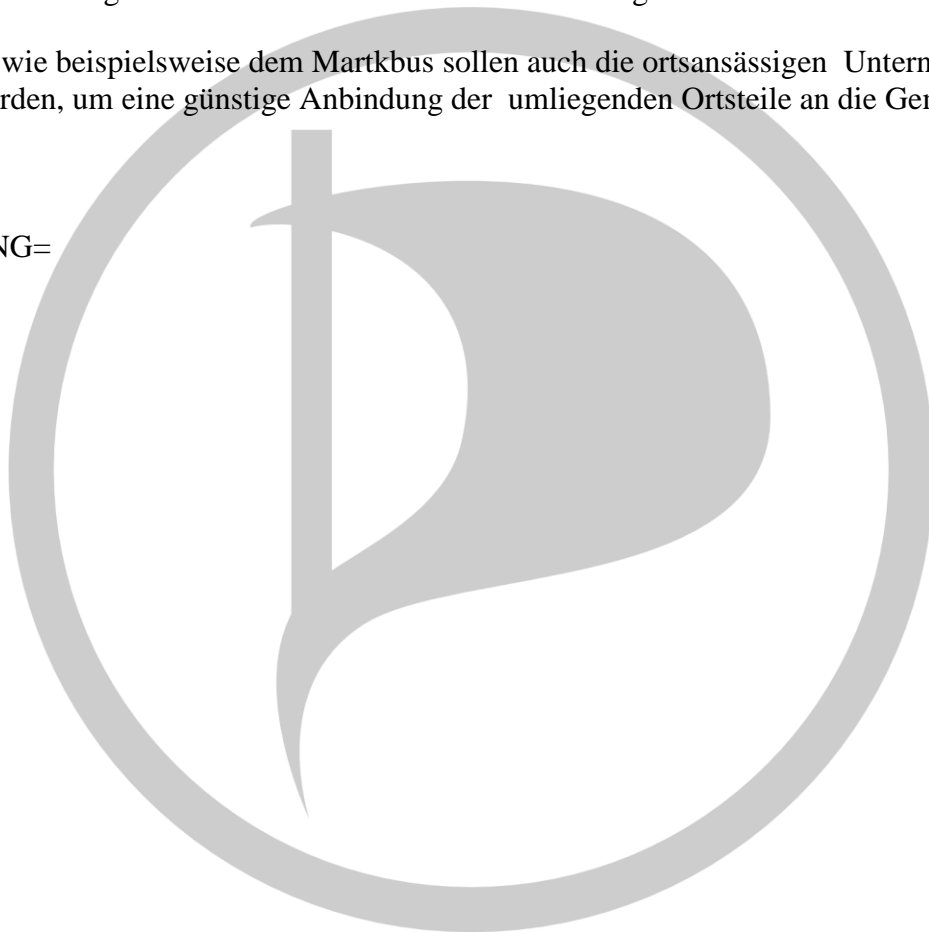 wie beispielsweise dem Martkbus sollen auch die ortsansässigen Untern
rden, um eine günstige Anbindung der umliegenden Ortsteile an die Ger
NG=